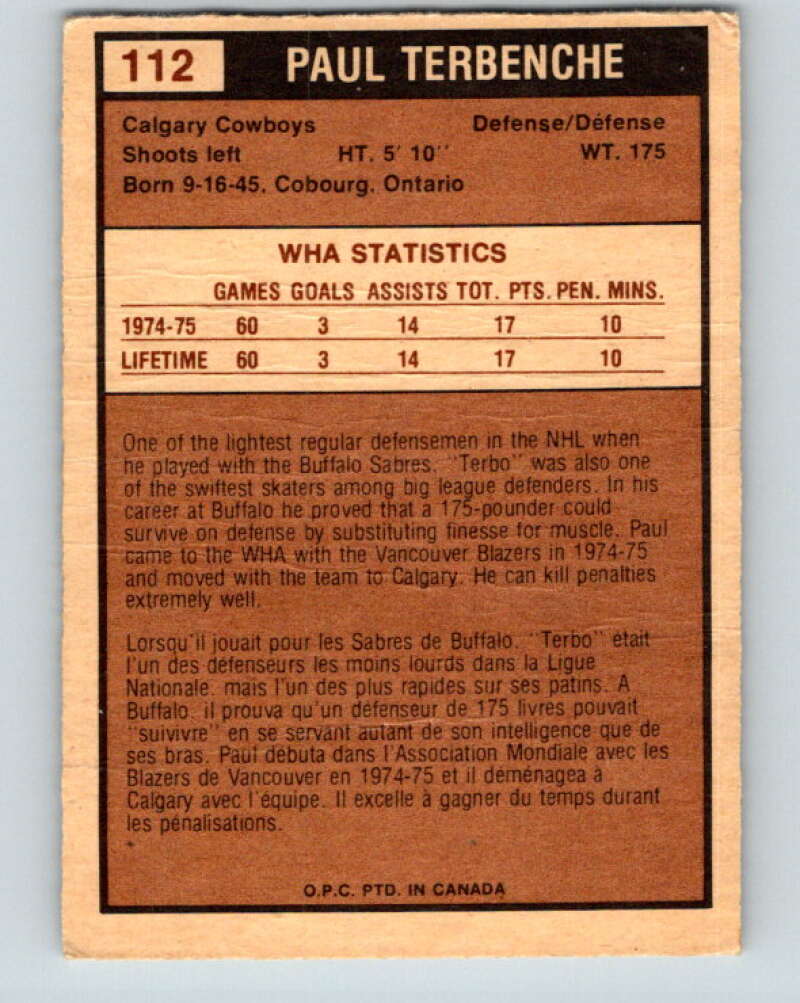 112 PAUL TERBENCHE
Calgary Cowboys Defense/Défense
Shoots left HT. 5' 10'' WT. 175
Born 9-16-45, Cobourg, Ontario
WHA STATISTICS
GAMES GOALS ASSISTS TOT. PTS. PEN. MINS.
1974-75 60 3 14 17 10
LIFETIME 60 3 14 17 10
One of the lightest regular defensemen in the NHL when
he played with the Buffalo Sabres, "Terbo" was also one
of the swiftest skaters among big league defenders. In his
career at Buffalo he proved that a 175-pounder could
survive on defense by substituting finesse for muscle. Paul
came to the WHA with the Vancouver Blazers in 1974-75
and moved with the team to Calgary. He can kill penalties
extremely well.
Lorsqu'il jouait pour les Sabres de Buffalo, "Terbo" était
l'un des défenseurs les moins lourds dans la Ligue
Nationale, mais l'un des plus rapides sur ses patins. A
Buffalo, il prouva qu'un défenseur de 175 livres pouvait
"suivivre" en se servant autant de son intelligence que de
ses bras. Paul débuta dans l'Association Mondiale avec les
Blazers de Vancouver en 1974-75 et il déménagea à
Calgary avec l'équipe. Il excelle à gagner du temps durant
les pénalisations.
O.P.C. PTD. IN CANADA